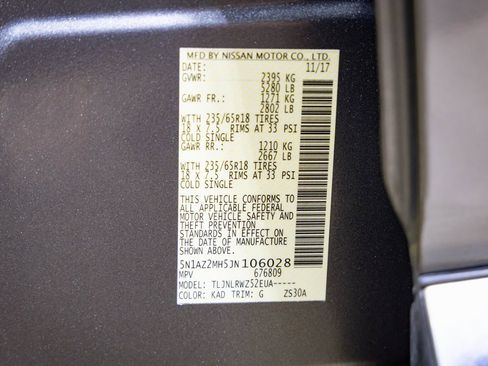 MFD BY NISSAN MOTOR CO., LTD.
DATE: 11/17
GVWR: 2395 KG
5280 LB
GAWR FR.: 1271 KG
2802 LB
WITH 235/65R18 TIRES
18 X 7.5 RIMS AT 33 PSI
COLD SINGLE
GAWR RR.: 1210 KG
2667 LB
WITH 235/65R18 TIRES
18 X 7.5 RIMS AT 33 PSI
COLD SINGLE
THIS VEHICLE CONFORMS TO
ALL APPLICABLE FEDERAL
MOTOR VEHICLE SAFETY AND
THEFT PREVENTION
STANDARDS IN EFFECT ON
THE DATE OF MANUFACTURE
SHOWN ABOVE.
5N1AZ2MH5JN106028
MPV 676809
MODEL: TLJNLRWZ52EUA-----
COLOR: KAD TRIM: G ZS30A